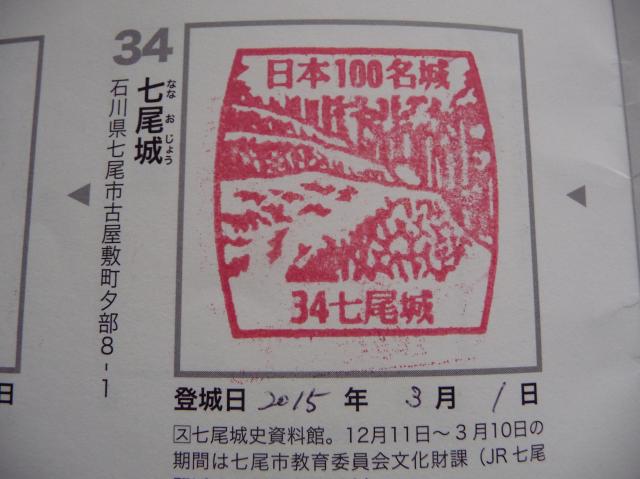 34
七尾城
なな お じょう
石川県七尾市古屋敷町タ部8-1
日本100名城
34七尾城
登城日 2015 年 3 月 1 日
ス七尾城史資料館。12月11日〜3月10日の
期間は七尾市教育委員会文化財課（JR七尾
日